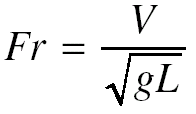 Fr = V / √gL